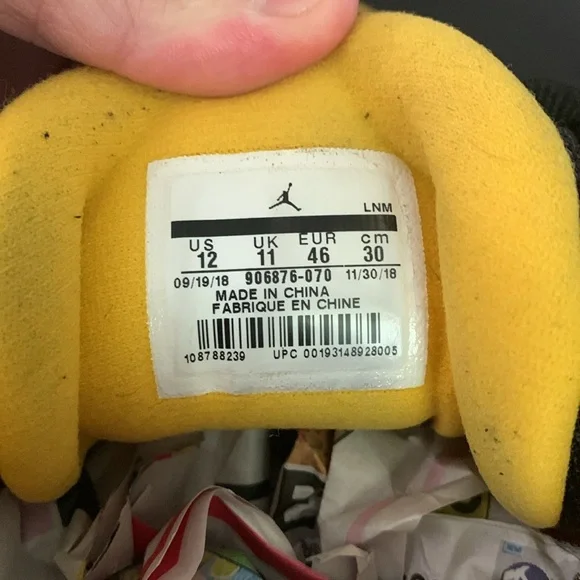 LNM
US UK EUR cm
12 11 46 30
09/19/18 906876-070 11/30/18
MADE IN CHINA
FABRIQUE EN CHINE
108788239 UPC 00193148928005